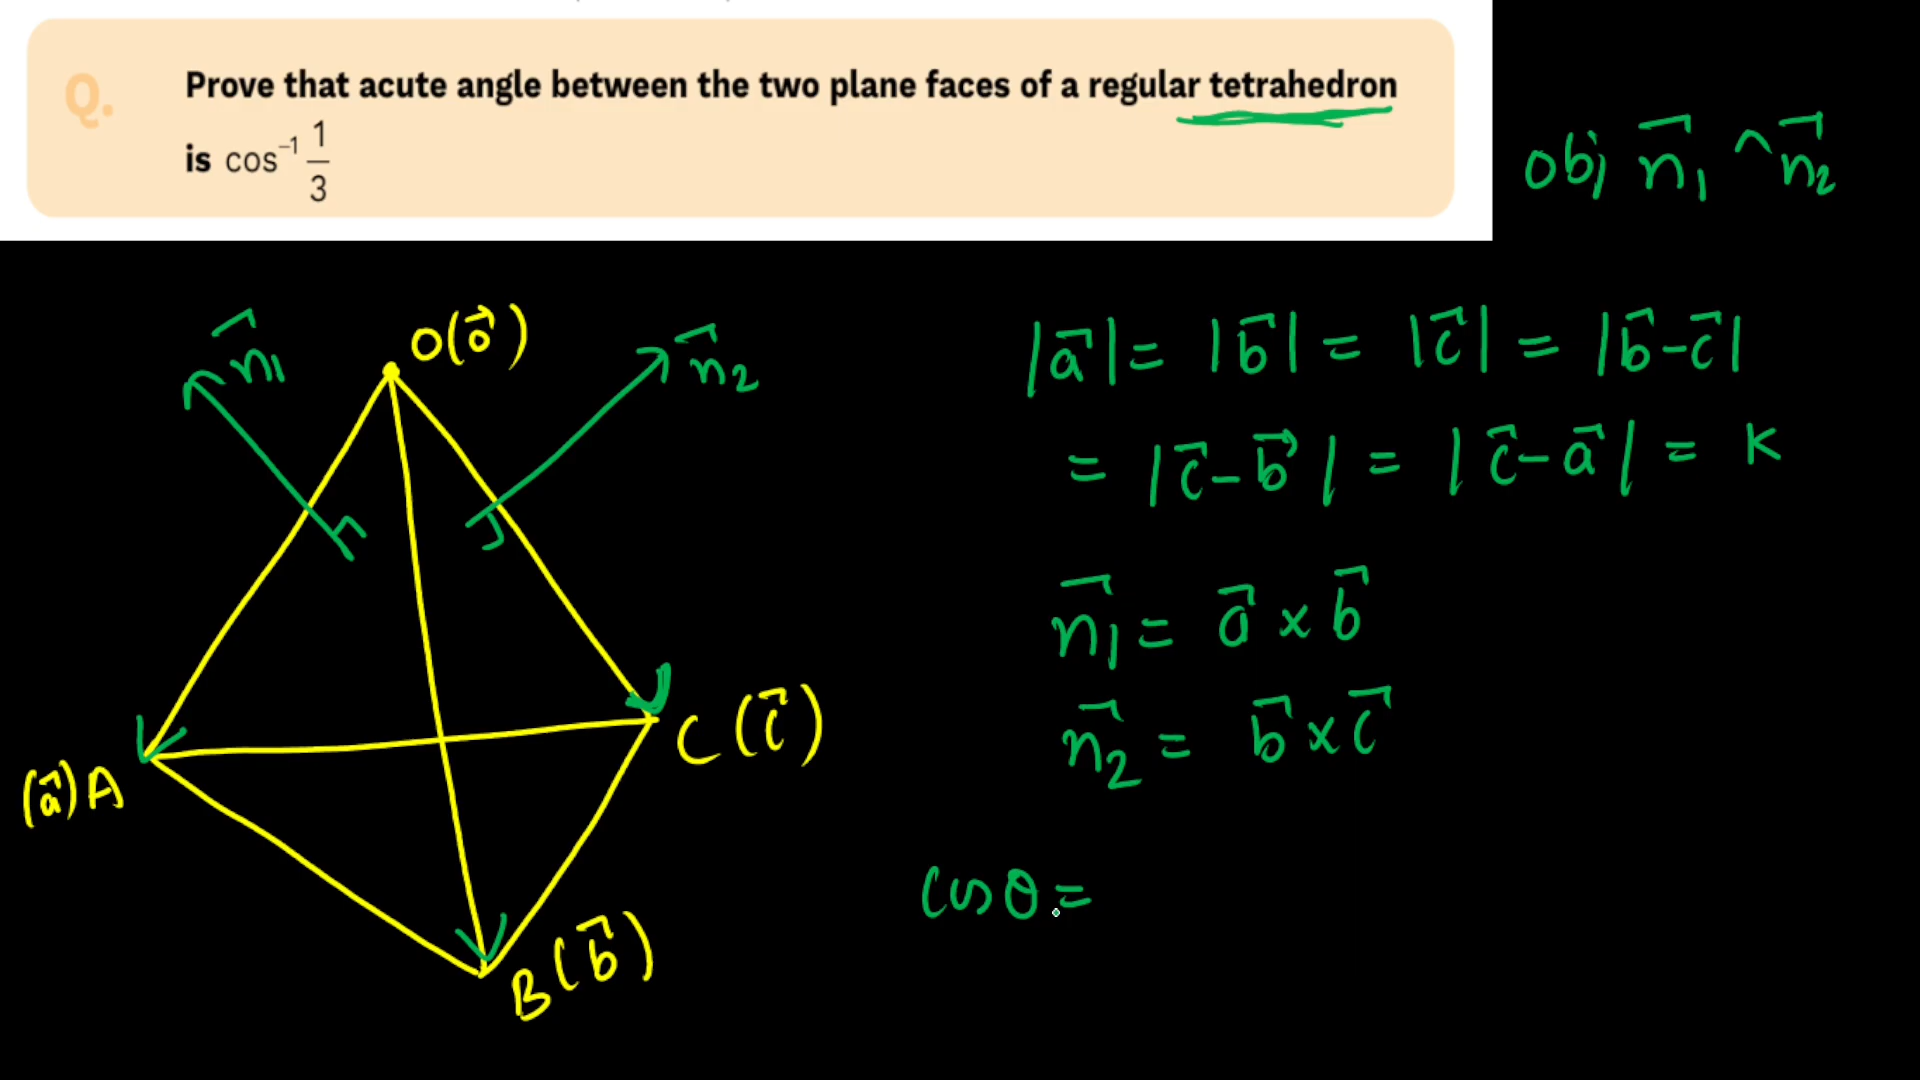 Q. Prove that acute angle between the two plane faces of a regular tetrahedron
is cos⁻¹ 1/3
obj n⃗₁ ^ n⃗₂
O(o⃗)
n⃗₁
n⃗₂
|a⃗| = |b⃗| = |c⃗| = |b⃗-c⃗|
= |c⃗-b⃗| = |c⃗-a⃗| = K
n⃗₁ = a⃗ × b⃗
n⃗₂ = b⃗ × c⃗
C(c⃗)
(a⃗)A
cosθ =
B(b⃗)